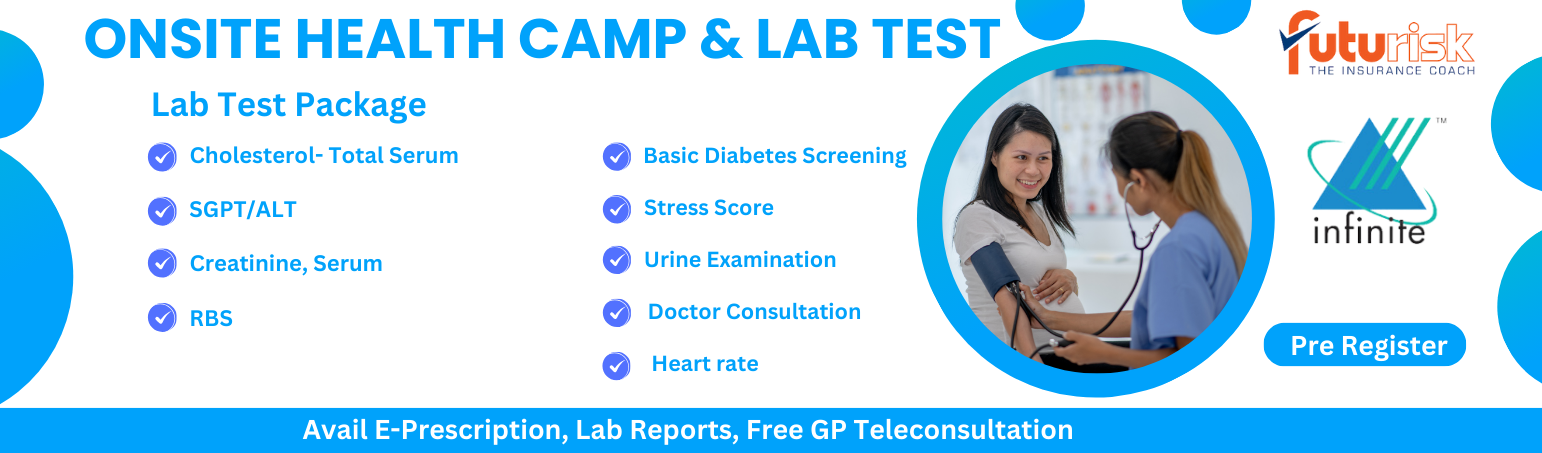 ONSITE HEALTH CAMP & LAB TEST
Lab Test Package
Cholesterol- Total Serum
SGPT/ALT
Creatinine, Serum
RBS
Basic Diabetes Screening
Stress Score
Urine Examination
Doctor Consultation
Heart rate
futurisk
THE INSURANCE COACH
TM
infinite
Pre Register
Avail E-Prescription, Lab Reports, Free GP Teleconsultation